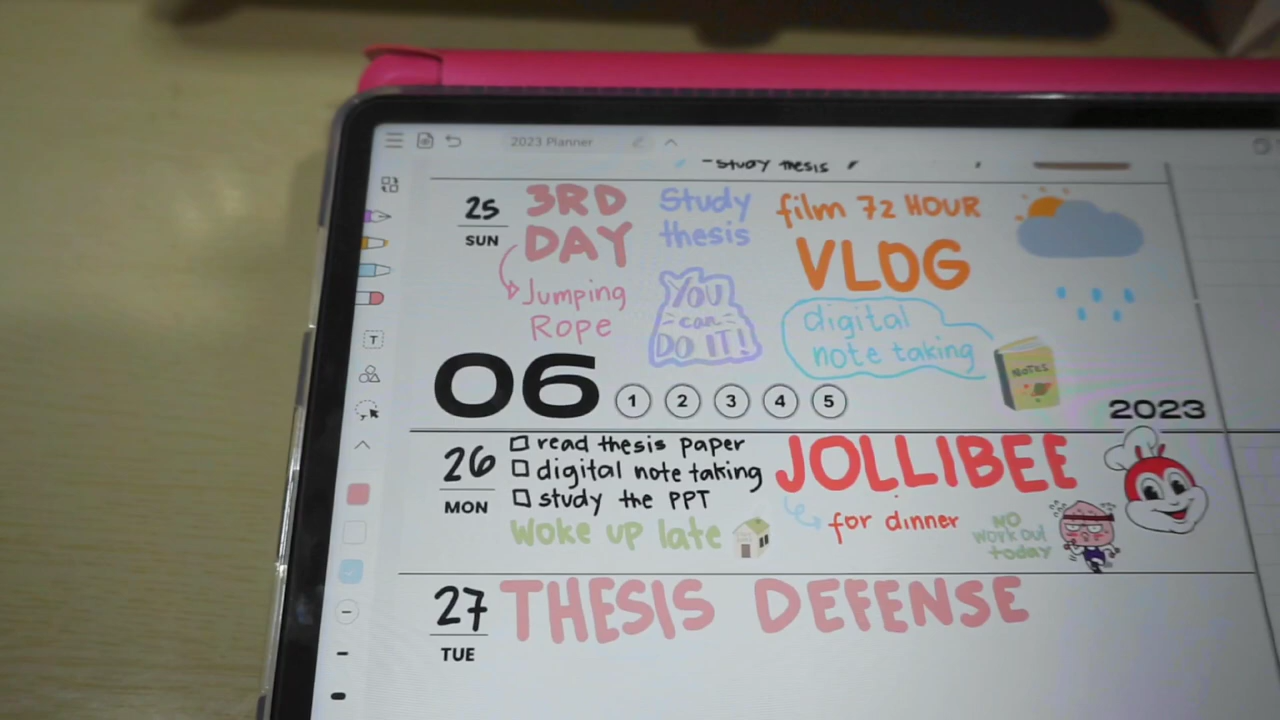 2023 Planner
-study thesis
25
SUN
3RD
DAY
Jumping
Rope
Study
thesis
YOU
can
DO IT!
film 72 HOUR
VLOG
digital
note taking
NOTES
06
1 2 3 4 5
2023
26
MON
read thesis paper
digital note taking
study the PPT
Woke up late
JOLLIBEE
for dinner
NO
work out
today
27
TUE
THESIS DEFENSE
T